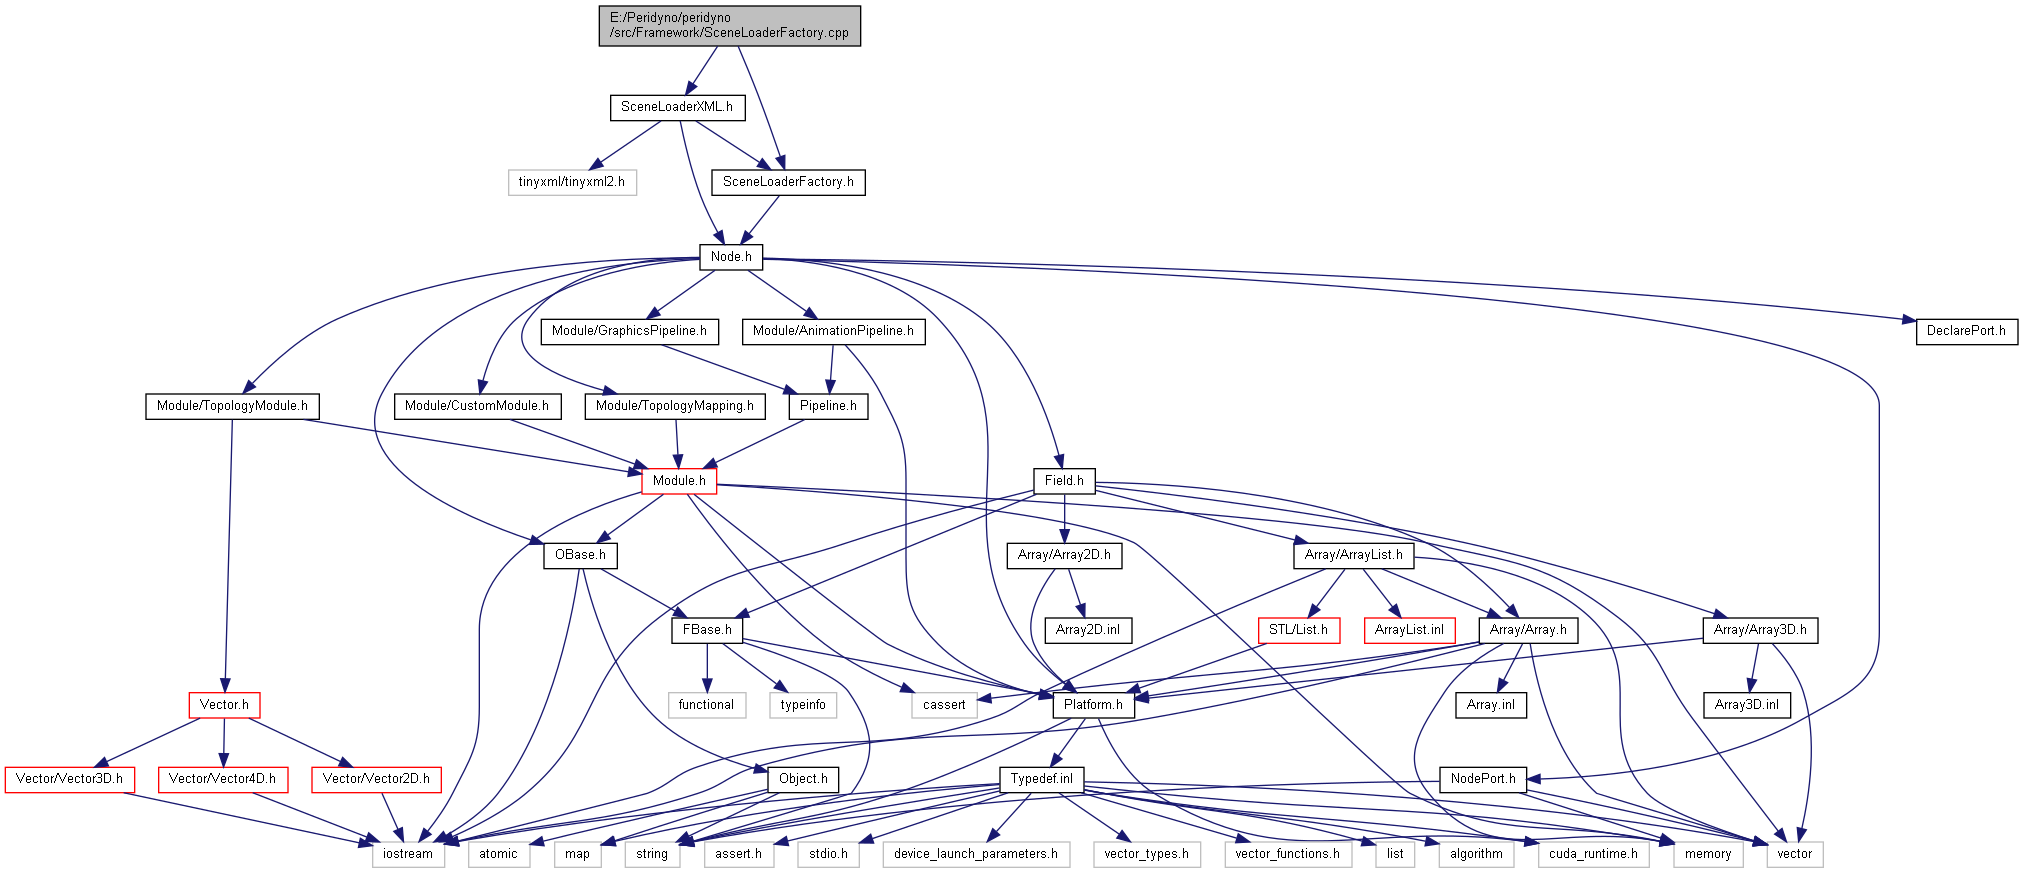 E:/Peridyno/peridyno
/src/Framework/SceneLoaderFactory.cpp
SceneLoaderXML.h
tinyxml/tinyxml2.h
SceneLoaderFactory.h
Node.h
Module/GraphicsPipeline.h
Module/AnimationPipeline.h
DeclarePort.h
Module/TopologyModule.h
Module/CustomModule.h
Module/TopologyMapping.h
Pipeline.h
Module.h
Field.h
OBase.h
Array/Array2D.h
Array/ArrayList.h
FBase.h
Array2D.inl
STL/List.h
ArrayList.inl
Array/Array.h
Array/Array3D.h
Vector.h
functional
typeinfo
cassert
Platform.h
Array.inl
Array3D.inl
Vector/Vector3D.h
Vector/Vector4D.h
Vector/Vector2D.h
Object.h
Typedef.inl
NodePort.h
iostream
atomic
map
string
assert.h
stdio.h
device_launch_parameters.h
vector_types.h
vector_functions.h
list
algorithm
cuda_runtime.h
memory
vector